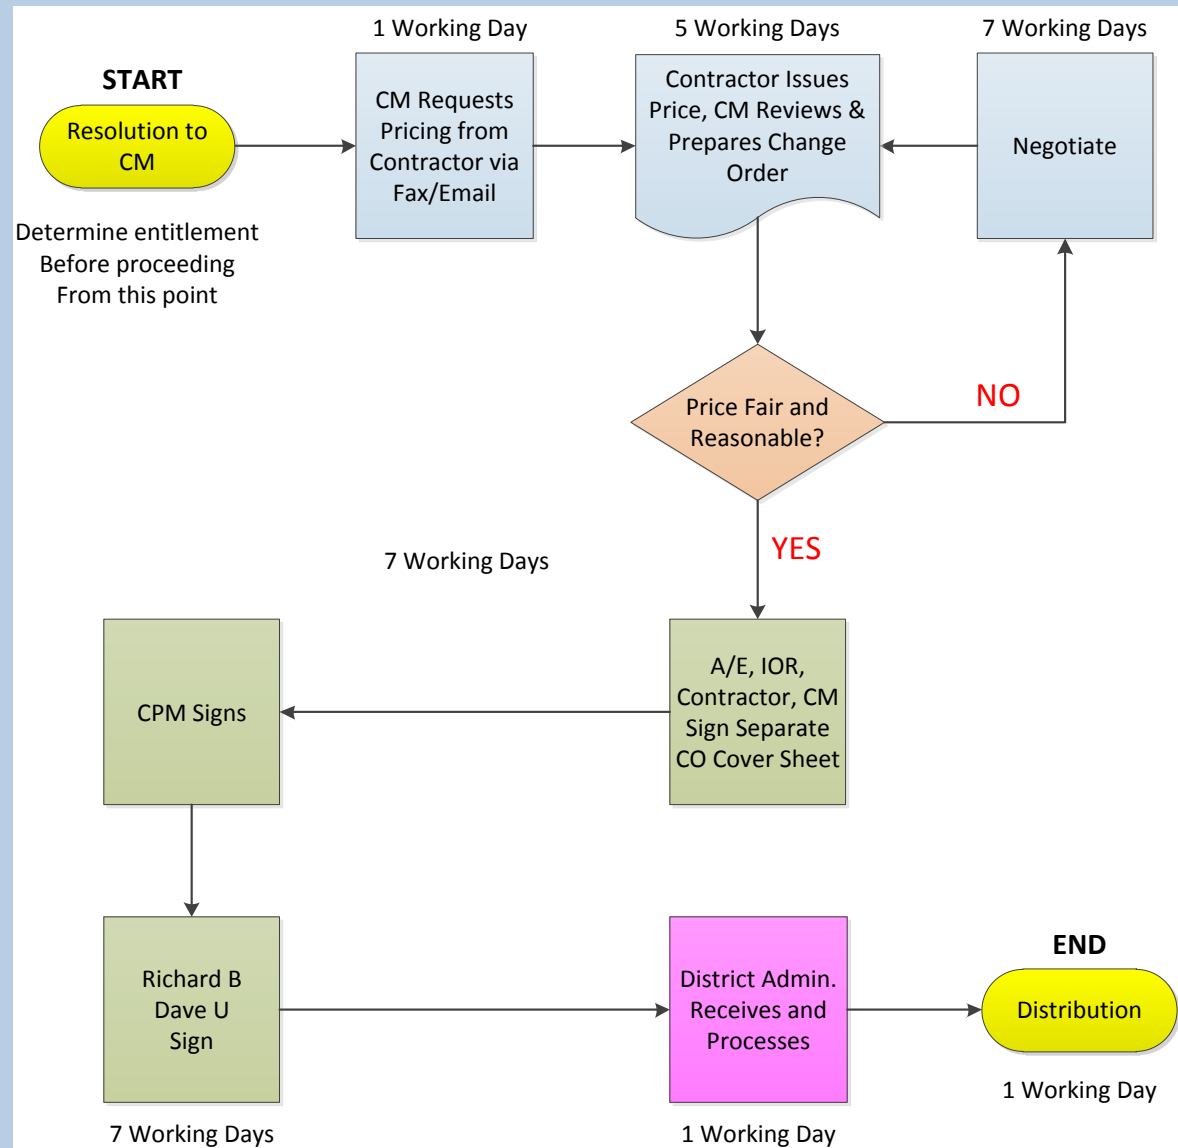 1 Working Day
5 Working Days
7 Working Days
START
Resolution to
CM
Determine entitlement
Before proceeding
From this point
CM Requests
Pricing from
Contractor via
Fax/Email
Contractor Issues
Price, CM Reviews &
Prepares Change
Order
Negotiate
Price Fair and
Reasonable?
NO
YES
7 Working Days
A/E, IOR,
Contractor, CM
Sign Separate
CO Cover Sheet
CPM Signs
Richard B
Dave U
Sign
7 Working Days
District Admin.
Receives and
Processes
1 Working Day
END
Distribution
1 Working Day